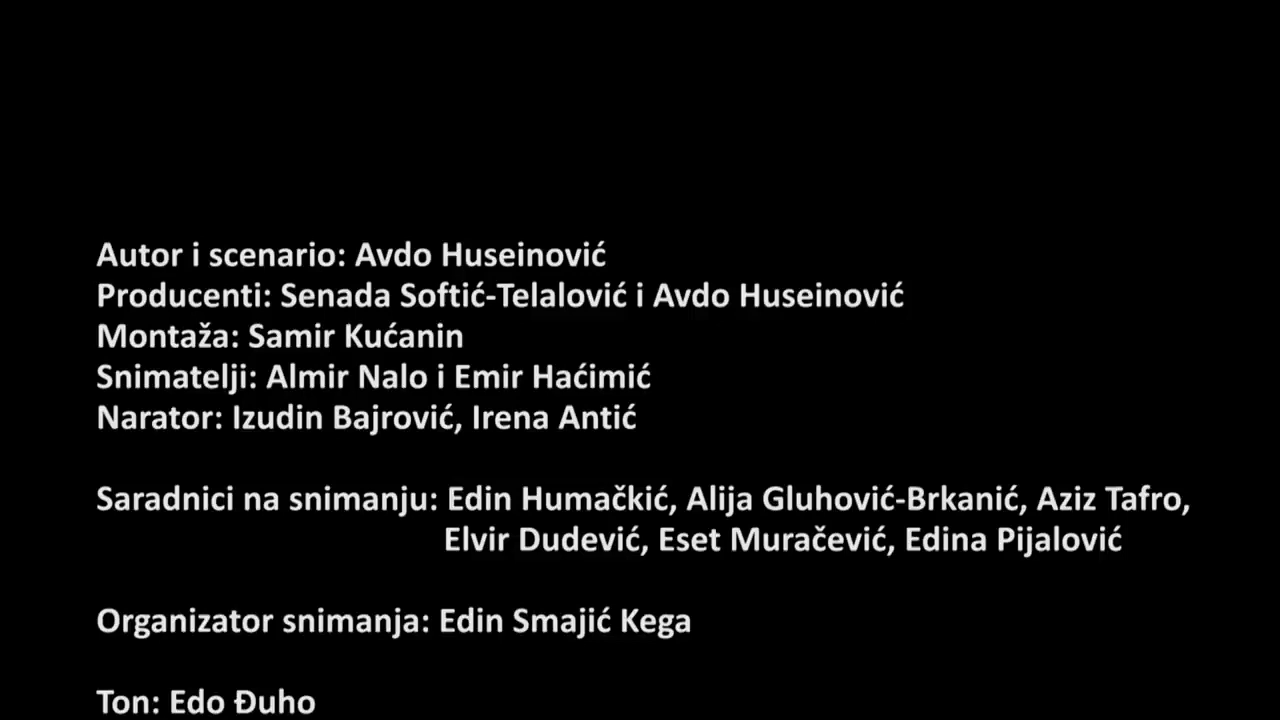 Autor i scenario: Avdo Huseinović
Producenti: Senada Softić-Telalović i Avdo Huseinović
Montaža: Samir Kućanin
Snimatelji: Almir Nalo i Emir Haćimić
Narator: Izudin Bajrović, Irena Antić
Saradnici na snimanju: Edin Humačkić, Alija Gluhović-Brkanić, Aziz Tafro,
Elvir Dudević, Eset Muračević, Edina Pijalović
Organizator snimanja: Edin Smajić Kega
Ton: Edo Đuho